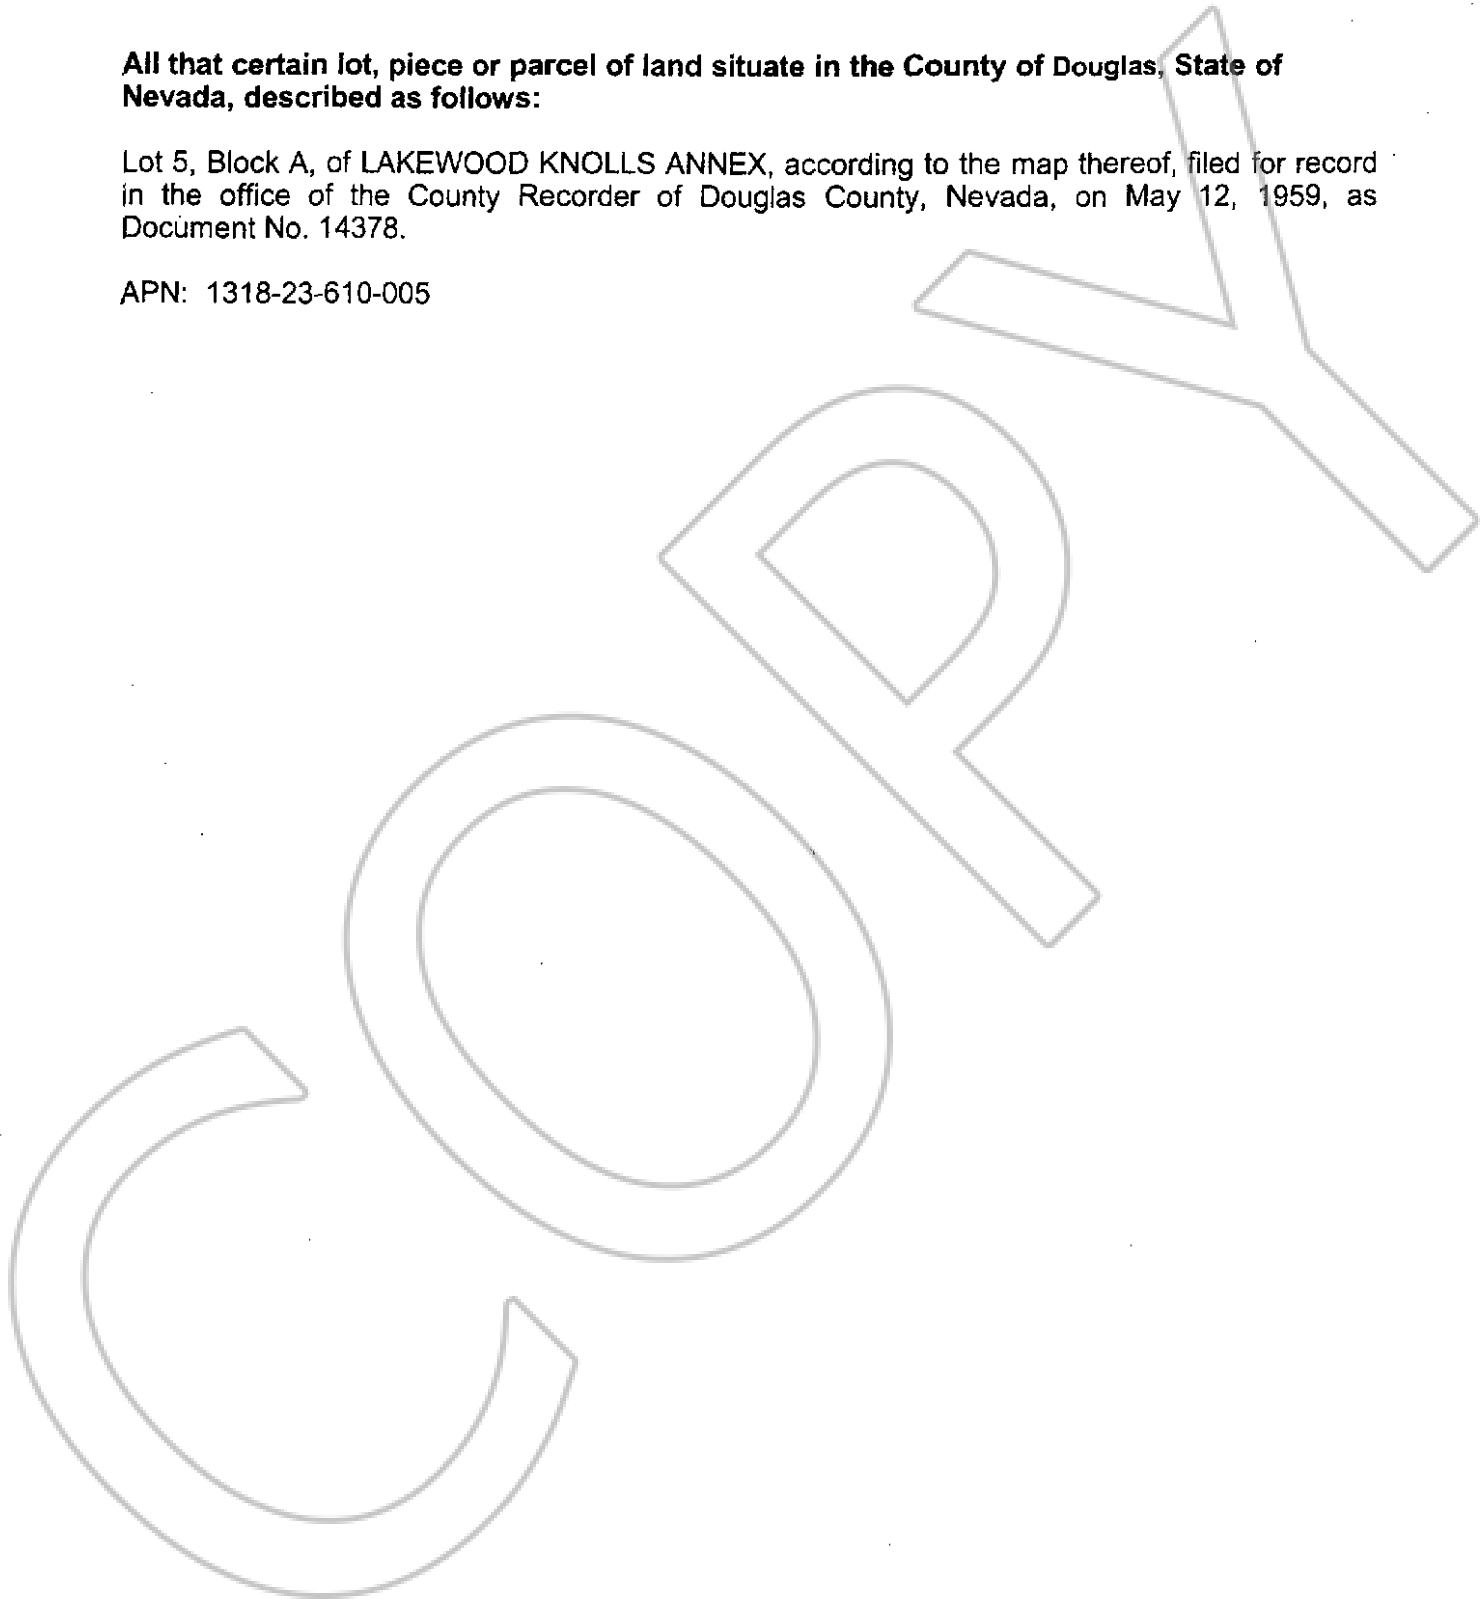 All that certain lot, piece or parcel of land situate in the County of Douglas, State of
Nevada, described as follows:
Lot 5, Block A, of LAKEWOOD KNOLLS ANNEX, according to the map thereof, filed for record
in the office of the County Recorder of Douglas County, Nevada, on May 12, 1959, as
Document No. 14378.
APN: 1318-23-610-005
COPY